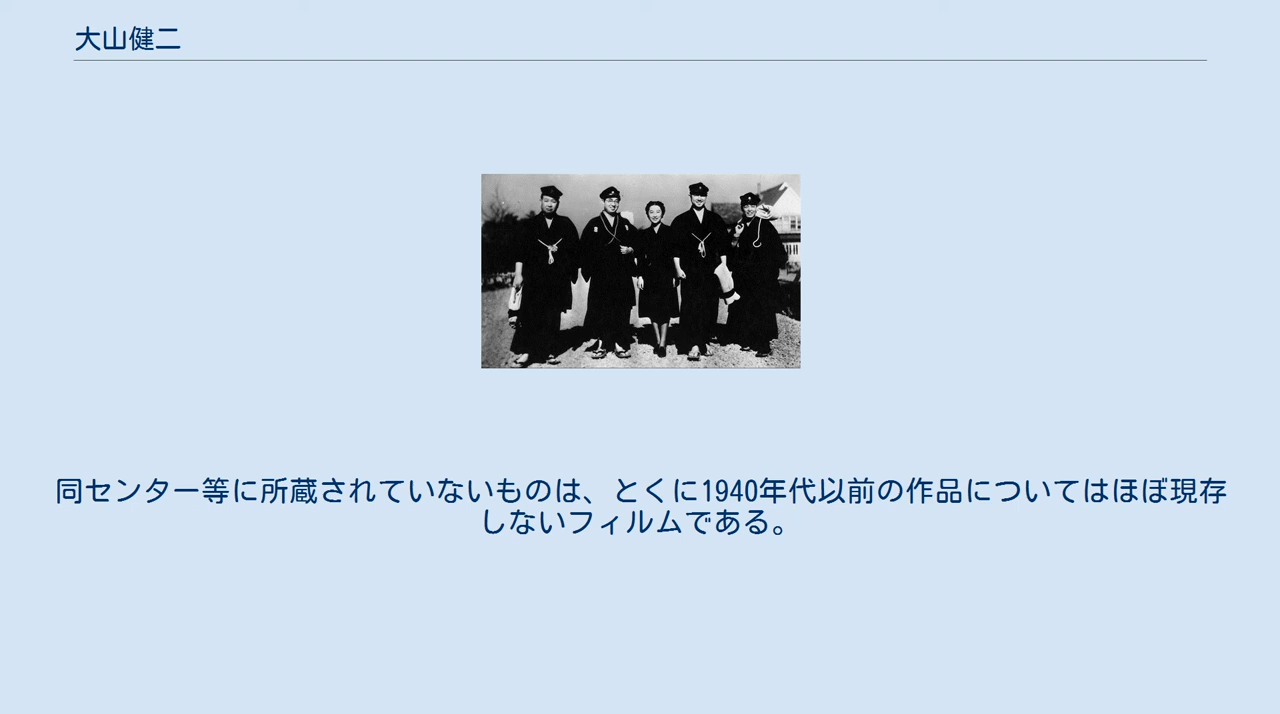 大山健二
同センター等に所蔵されていないものは、とくに1940年代以前の作品についてはほぼ現存
しないフィルムである。